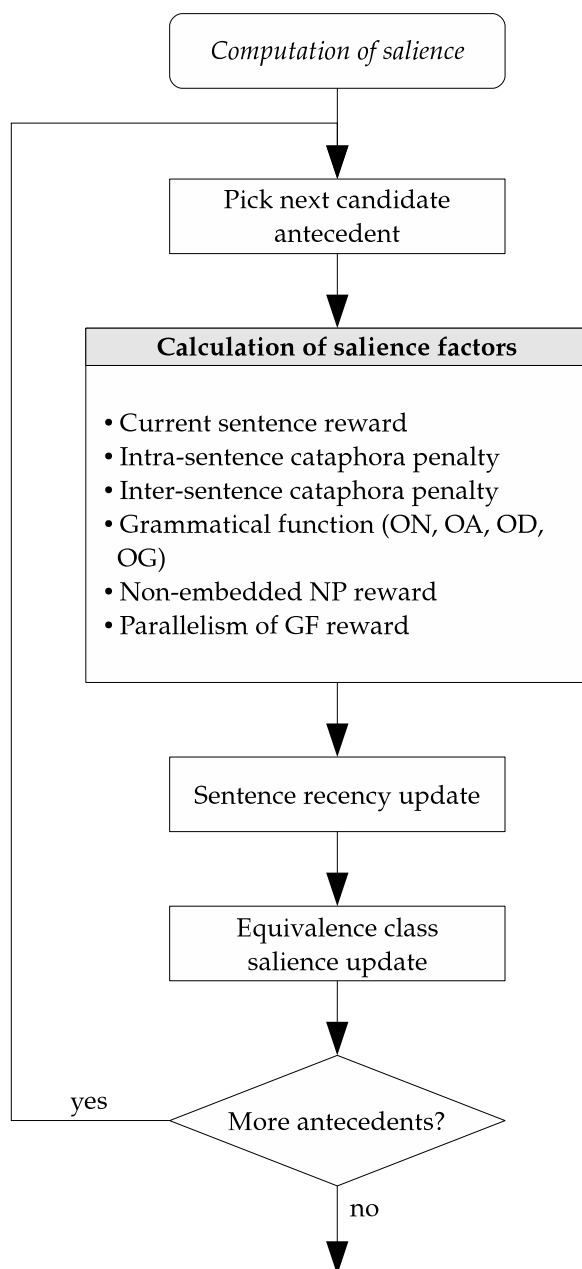 Computation of salience
Pick next candidate
antecedent
Calculation of salience factors
• Current sentence reward
• Intra-sentence cataphora penalty
• Inter-sentence cataphora penalty
• Grammatical function (ON, OA, OD,
OG)
• Non-embedded NP reward
• Parallelism of GF reward
Sentence recency update
Equivalence class
salience update
yes
More antecedents?
no